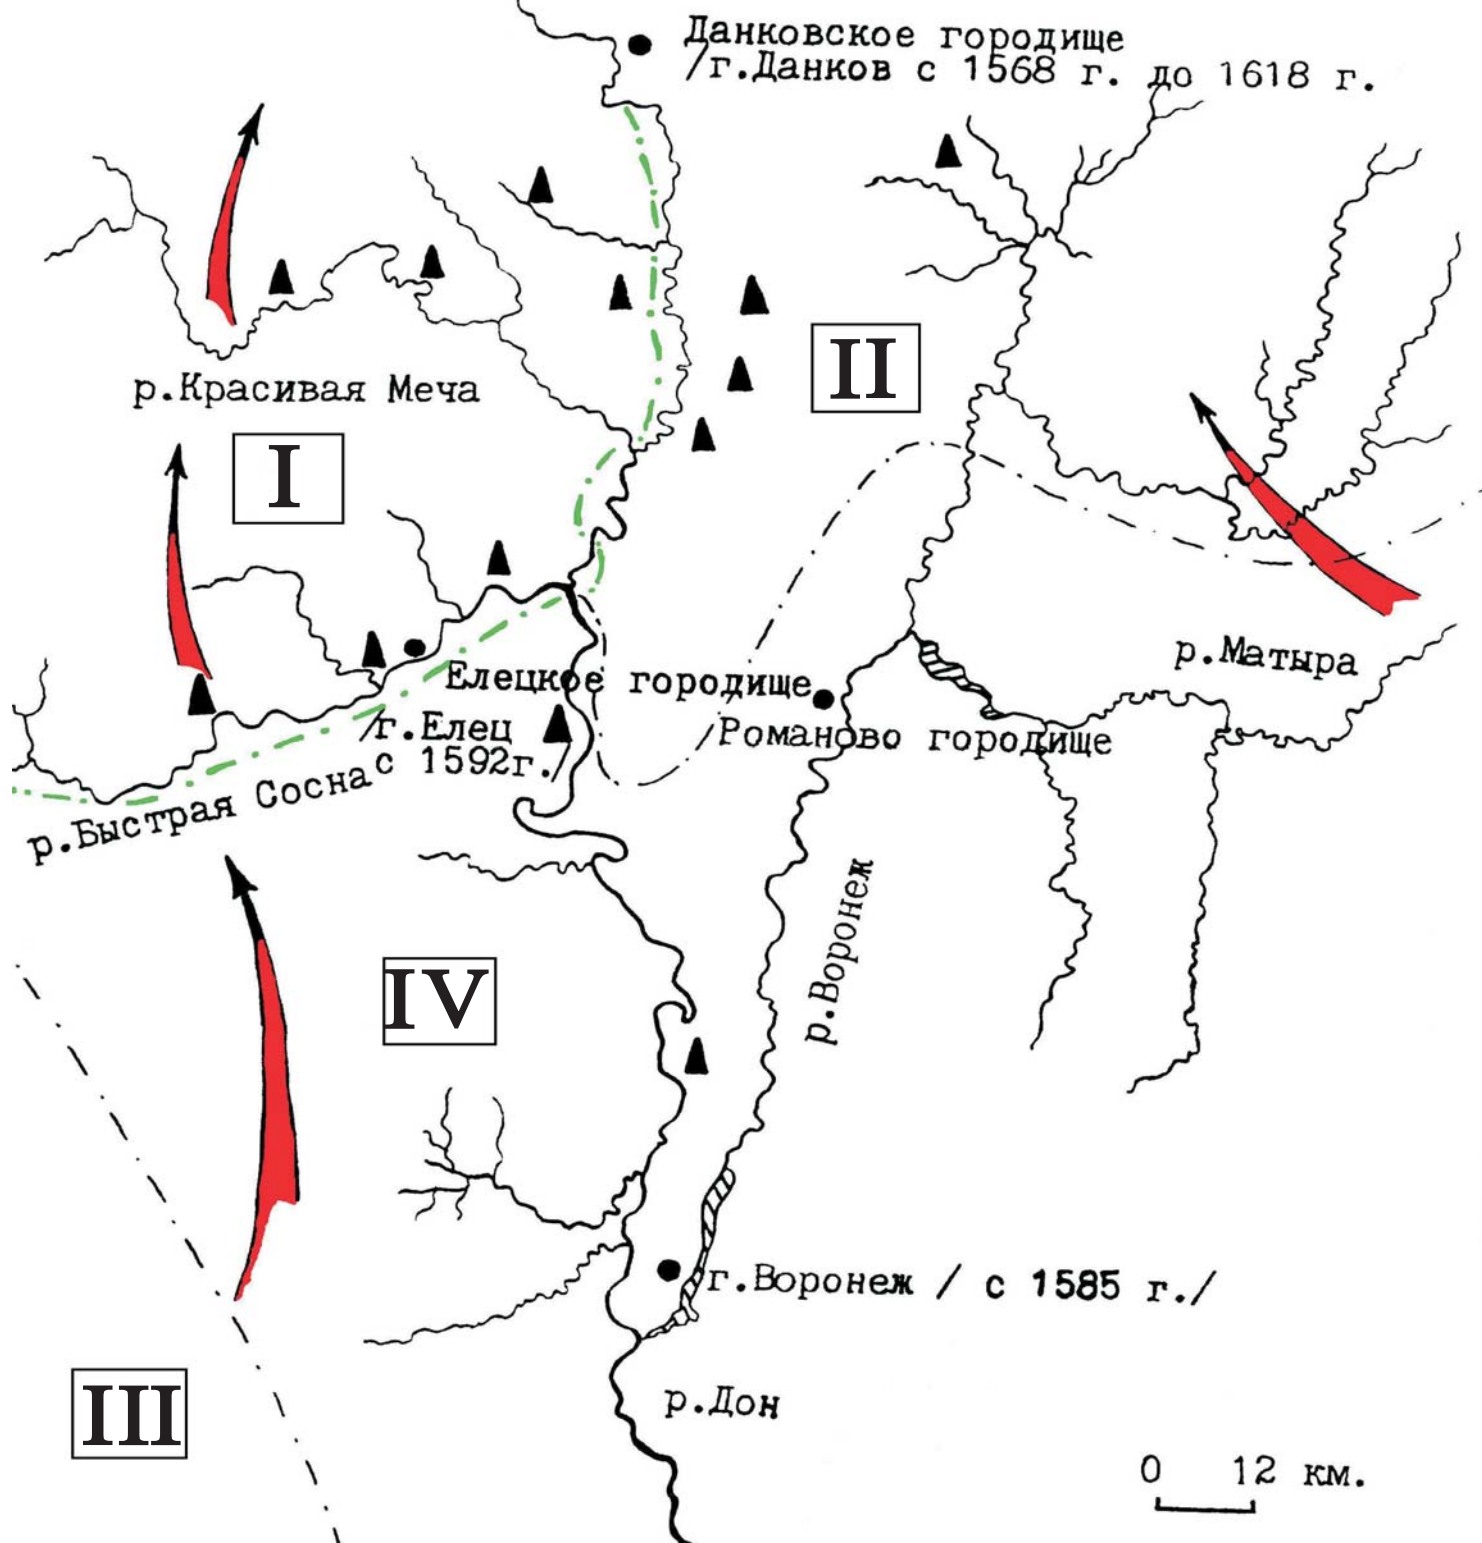 Данковское городище
/г.Данков с 1568 г. до 1618 г.
II
р.Красивая Меча
I
р.Матыра
Елецкое городище
/г.Елец
с 1592г./
/Романово городище
р.Быстрая Сосна
р.Воронеж
IV
г.Воронеж / с 1585 г./
III
р.Дон
0 12 км.